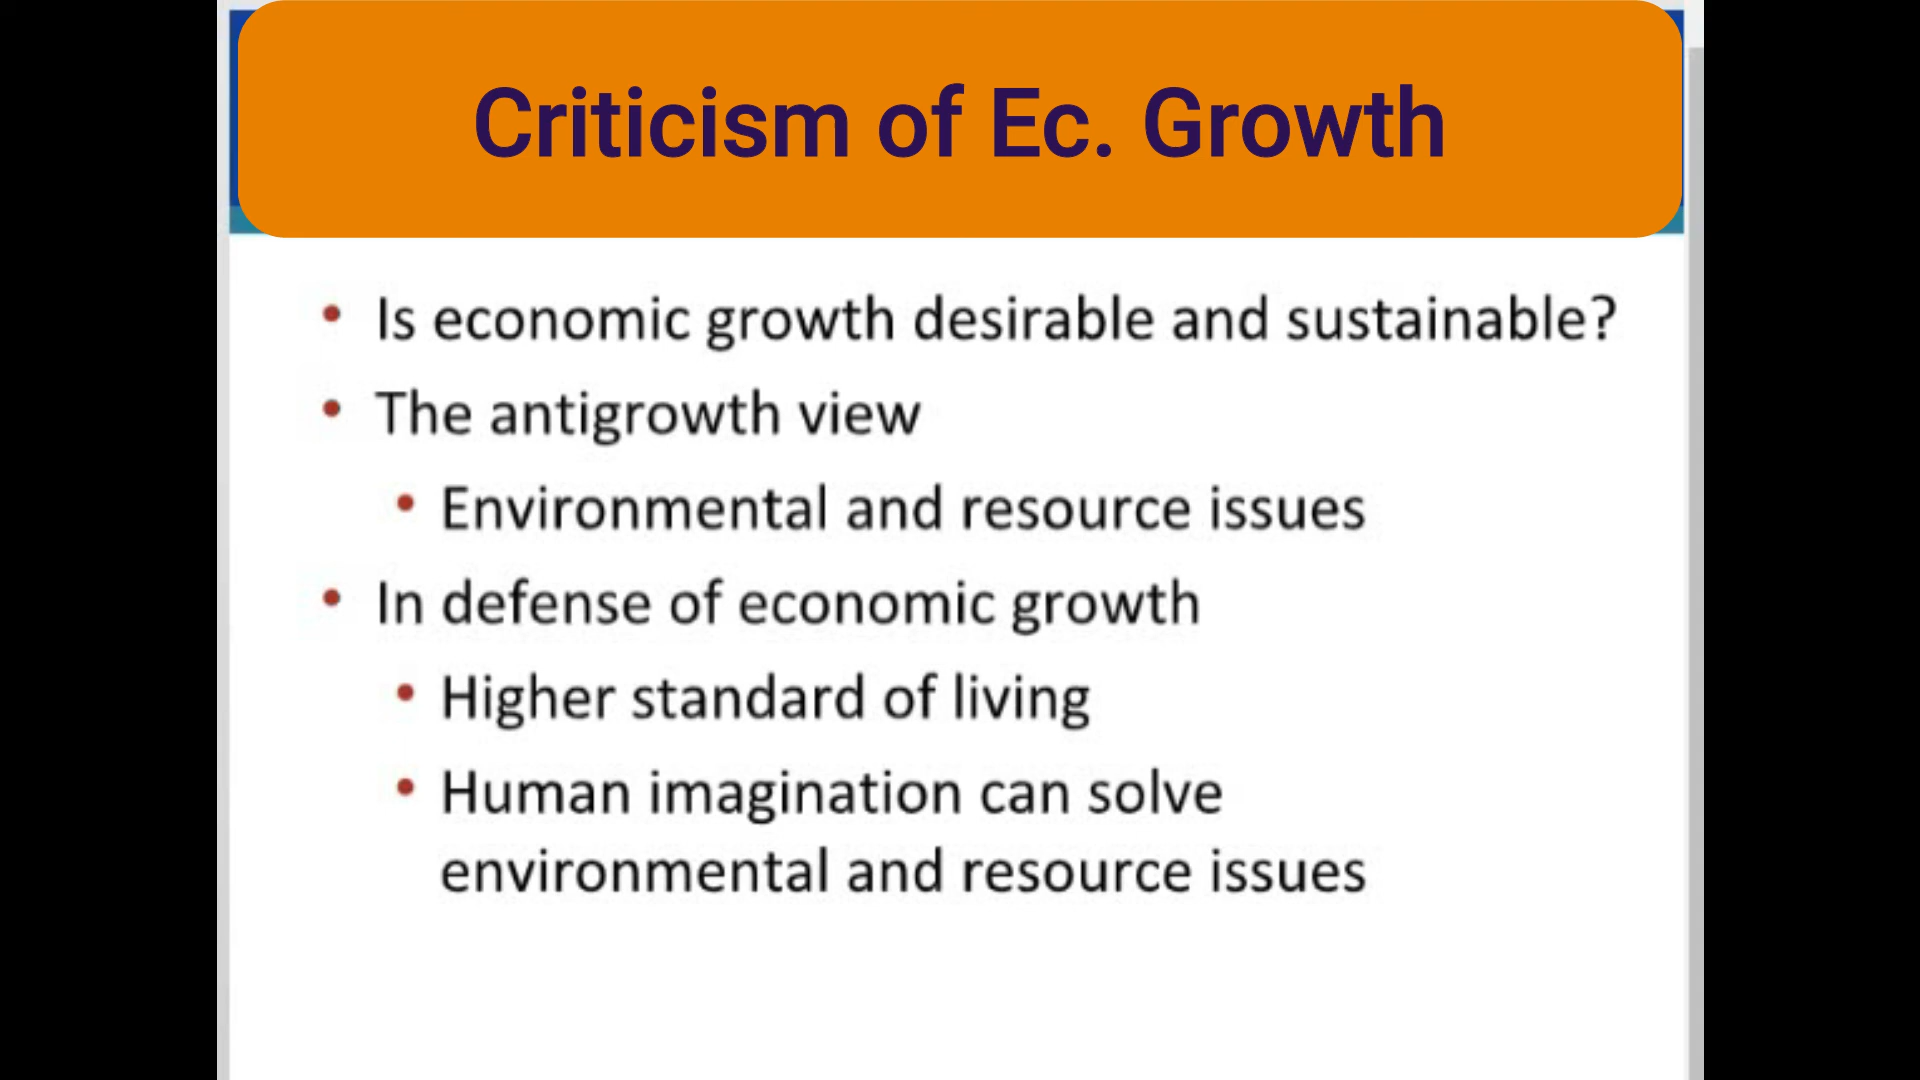 Criticism of Ec. Growth
• Is economic growth desirable and sustainable?
• The antigrowth view
• Environmental and resource issues
• In defense of economic growth
• Higher standard of living
• Human imagination can solve
environmental and resource issues